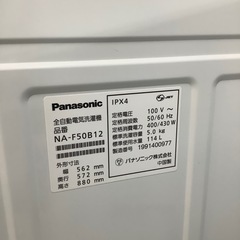 Panasonic
全自動電気洗濯機
品番
NA-F50B12
外形寸法
幅 562 mm
奥行 572 mm
高さ 880 mm
IPX4
JET
定格電圧 100 V～
定格周波数 50/60 Hz
定格消費電力 400/430 W
標準洗濯容量 5.0 kg
標準使用水量 114 L
製造番号 1991400977
パナソニック株式会社
中国製